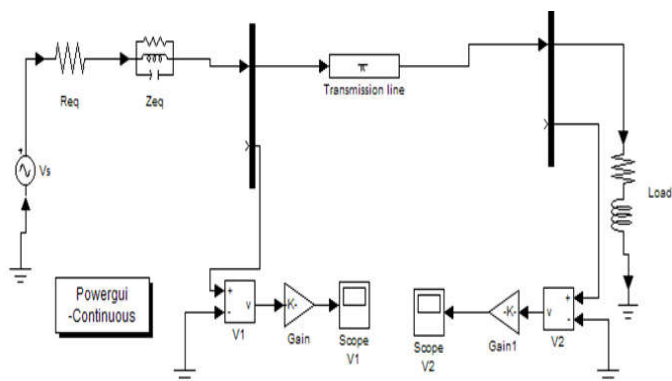 Req
Zeq
π
Transmission line
+
Vs
Load
Powergui
-Continuous
+
-
v
V1
-K-
Gain
Scope
V1
Scope
V2
-K-
Gain1
+
-
v
V2